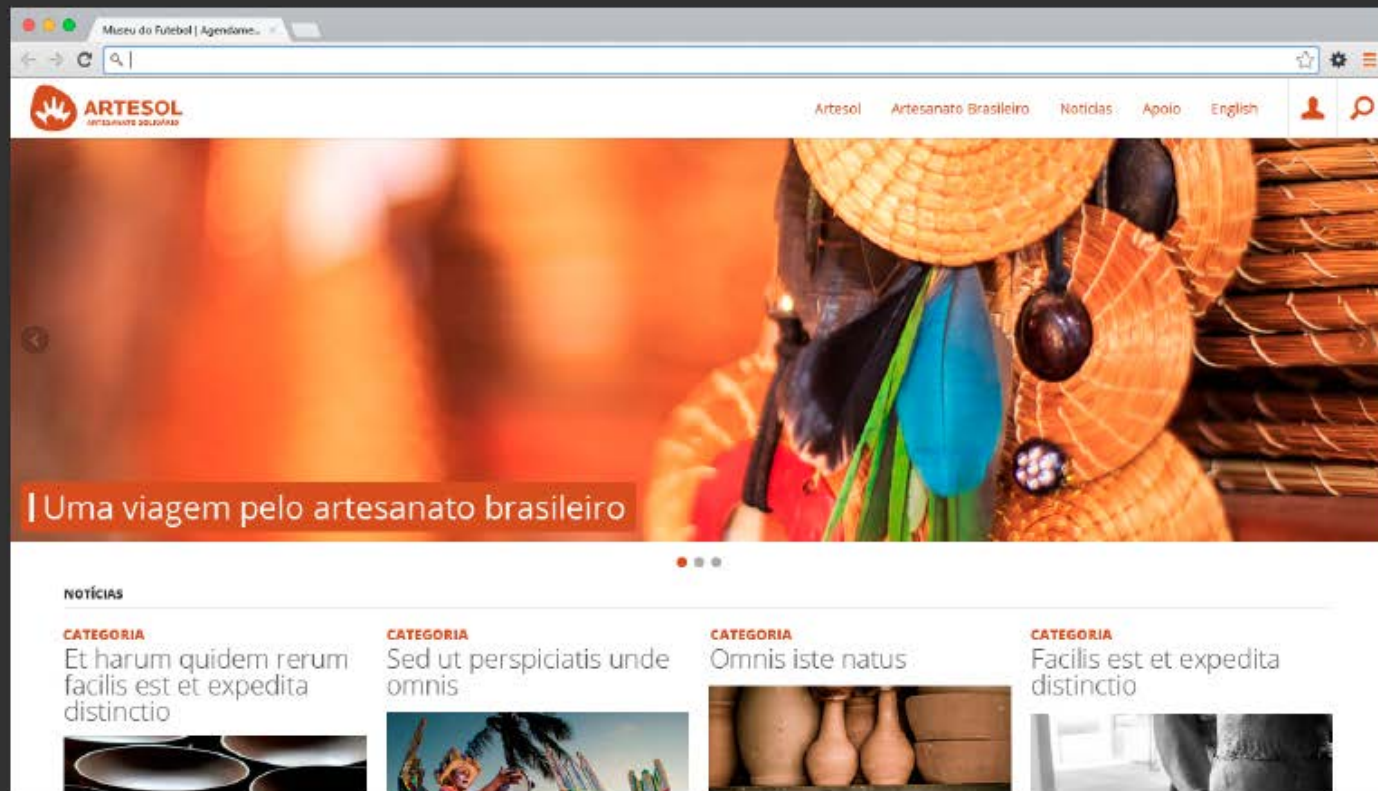 Museu do Futebol | Agendame...
ARTESOL
ARTESANATO SOLIDÁRIO
Artesol Artesanato Brasileiro Notícias Apoio English
Uma viagem pelo artesanato brasileiro
NOTÍCIAS
CATEGORIA
Et harum quidem rerum
facilis est et expedita
distinctio
CATEGORIA
Sed ut perspiciatis unde
omnis
CATEGORIA
Omnis iste natus
CATEGORIA
Facilis est et expedita
distinctio